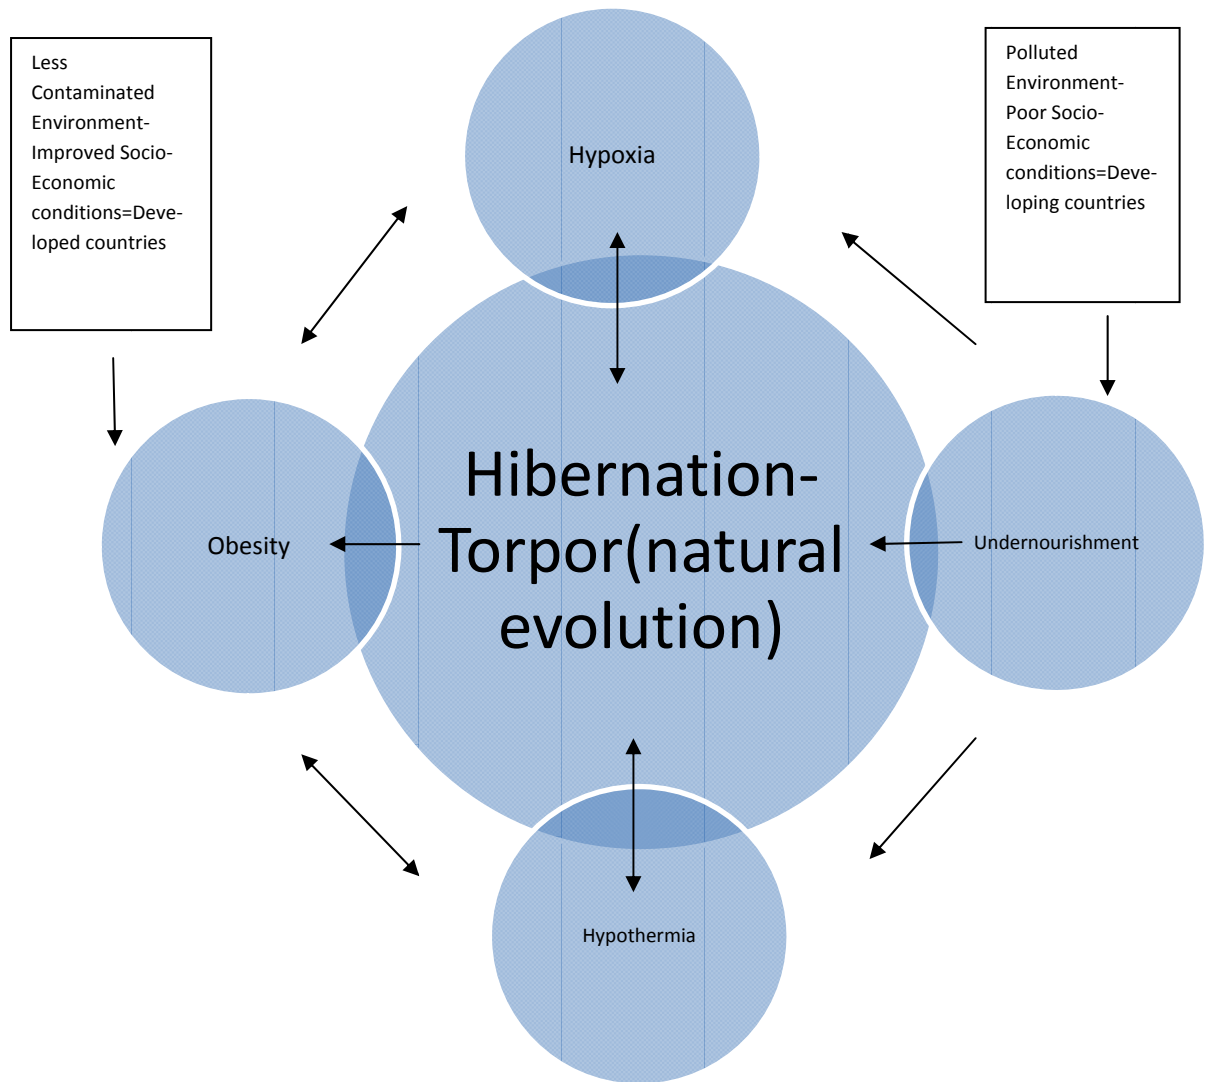 Less
Contaminated
Environment-
Improved Socio-
Economic
conditions=Deve-
loped countries
Polluted
Environment-
Poor Socio-
Economic
conditions=Deve-
loping countries
Hypoxia
Hibernation-
Torpor(natural
evolution)
Obesity
Undernourishment
Hypothermia